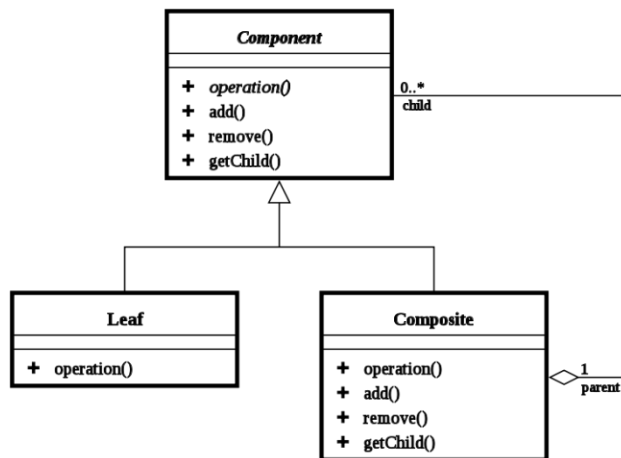 Component
+ operation()
+ add()
+ remove()
+ getChild()
0..*
child
Leaf
+ operation()
Composite
+ operation()
+ add()
+ remove()
+ getChild()
1
parent